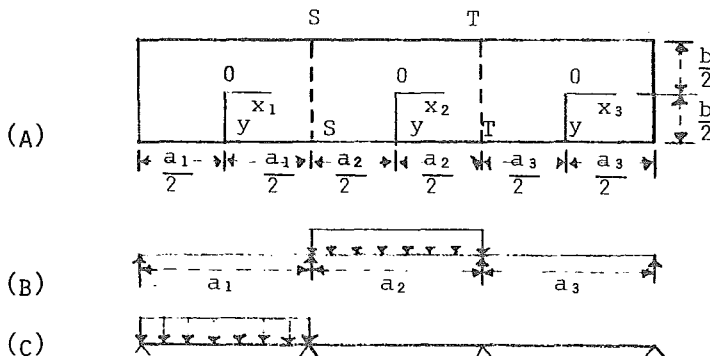 S T
b/2
0 0 0
x1 x2 x3
y y y
b/2
(A) S T
a1/2 a1/2 a2/2 a2/2 a3/2 a3/2
(B) a1 a2 a3
(C)